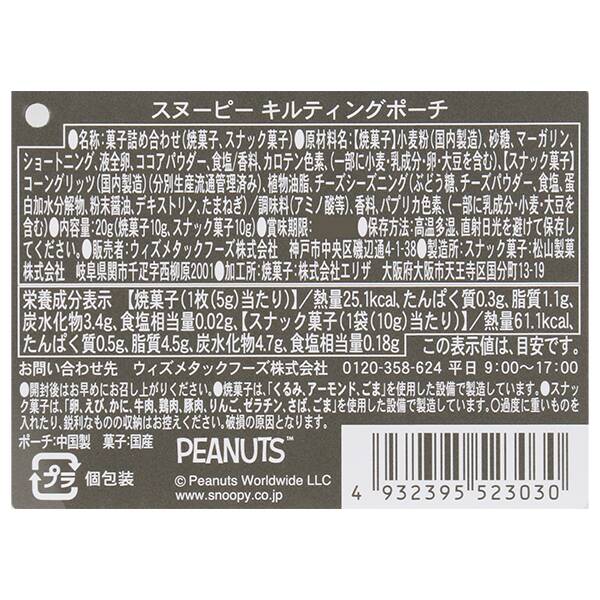 スヌーピー キルティングポーチ
●名称:菓子詰め合わせ(焼菓子、スナック菓子)●原材料名:【焼菓子】小麦粉(国内製造)、砂糖、マーガリン、
ショートニング、液全卵、ココアパウダー、食塩/香料、カロテン色素、(一部に小麦・乳成分・卵・大豆を含む)、【スナック菓子】
コーングリッツ(国内製造)(分別生産流通管理済み)、植物油脂、チーズシーズニング(ぶどう糖、チーズパウダー、食塩、蛋
白加水分解物、粉末醤油、デキストリン、たまねぎ)/調味料(アミノ酸等)、香料、パプリカ色素、(一部に乳成分・小麦・大豆を
含む)●内容量:20g(焼菓子10g、スナック菓子10g)●賞味期限: ●保存方法:高温多湿、直射日光を避けて保存
してください。●販売者:ウィズメタックフーズ株式会社 神戸市中央区磯辺通4-1-38■製造所:スナック菓子:松山製菓
株式会社 岐阜県関市千疋字西柳原2001●加工所:焼菓子:株式会社エリザ 大阪府大阪市天王寺区国分町13-19
栄養成分表示 【焼菓子(1枚(5g)当たり)】/熱量25.1kcal、たんぱく質0.3g、脂質1.1g、
炭水化物3.4g、食塩相当量0.02g、【スナック菓子(1袋(10g)当たり)】/熱量61.1kcal、
たんぱく質0.5g、脂質4.5g、炭水化物4.7g、食塩相当量0.18g この表示値は、目安です。
お問い合わせ先 ウィズメタックフーズ株式会社 0120-358-624 平日 9:00~17:00
●開封後はお早めにお召し上がりください。●焼菓子は、「くるみ、アーモンド、ごま」を使用した設備で製造しています。●スナッ
ク菓子は、「卵、えび、かに、牛肉、鶏肉、豚肉、りんご、ゼラチン、さば、ごま」を使用した設備で製造しています。○過度に重いものを
入れたり、鋭利なものの収納はお控えください。破損の原因となります。
ポーチ:中国製 菓子:国産
プラ 個包装
PEANUTS™
© Peanuts Worldwide LLC
www.snoopy.co.jp
4 932395 523030